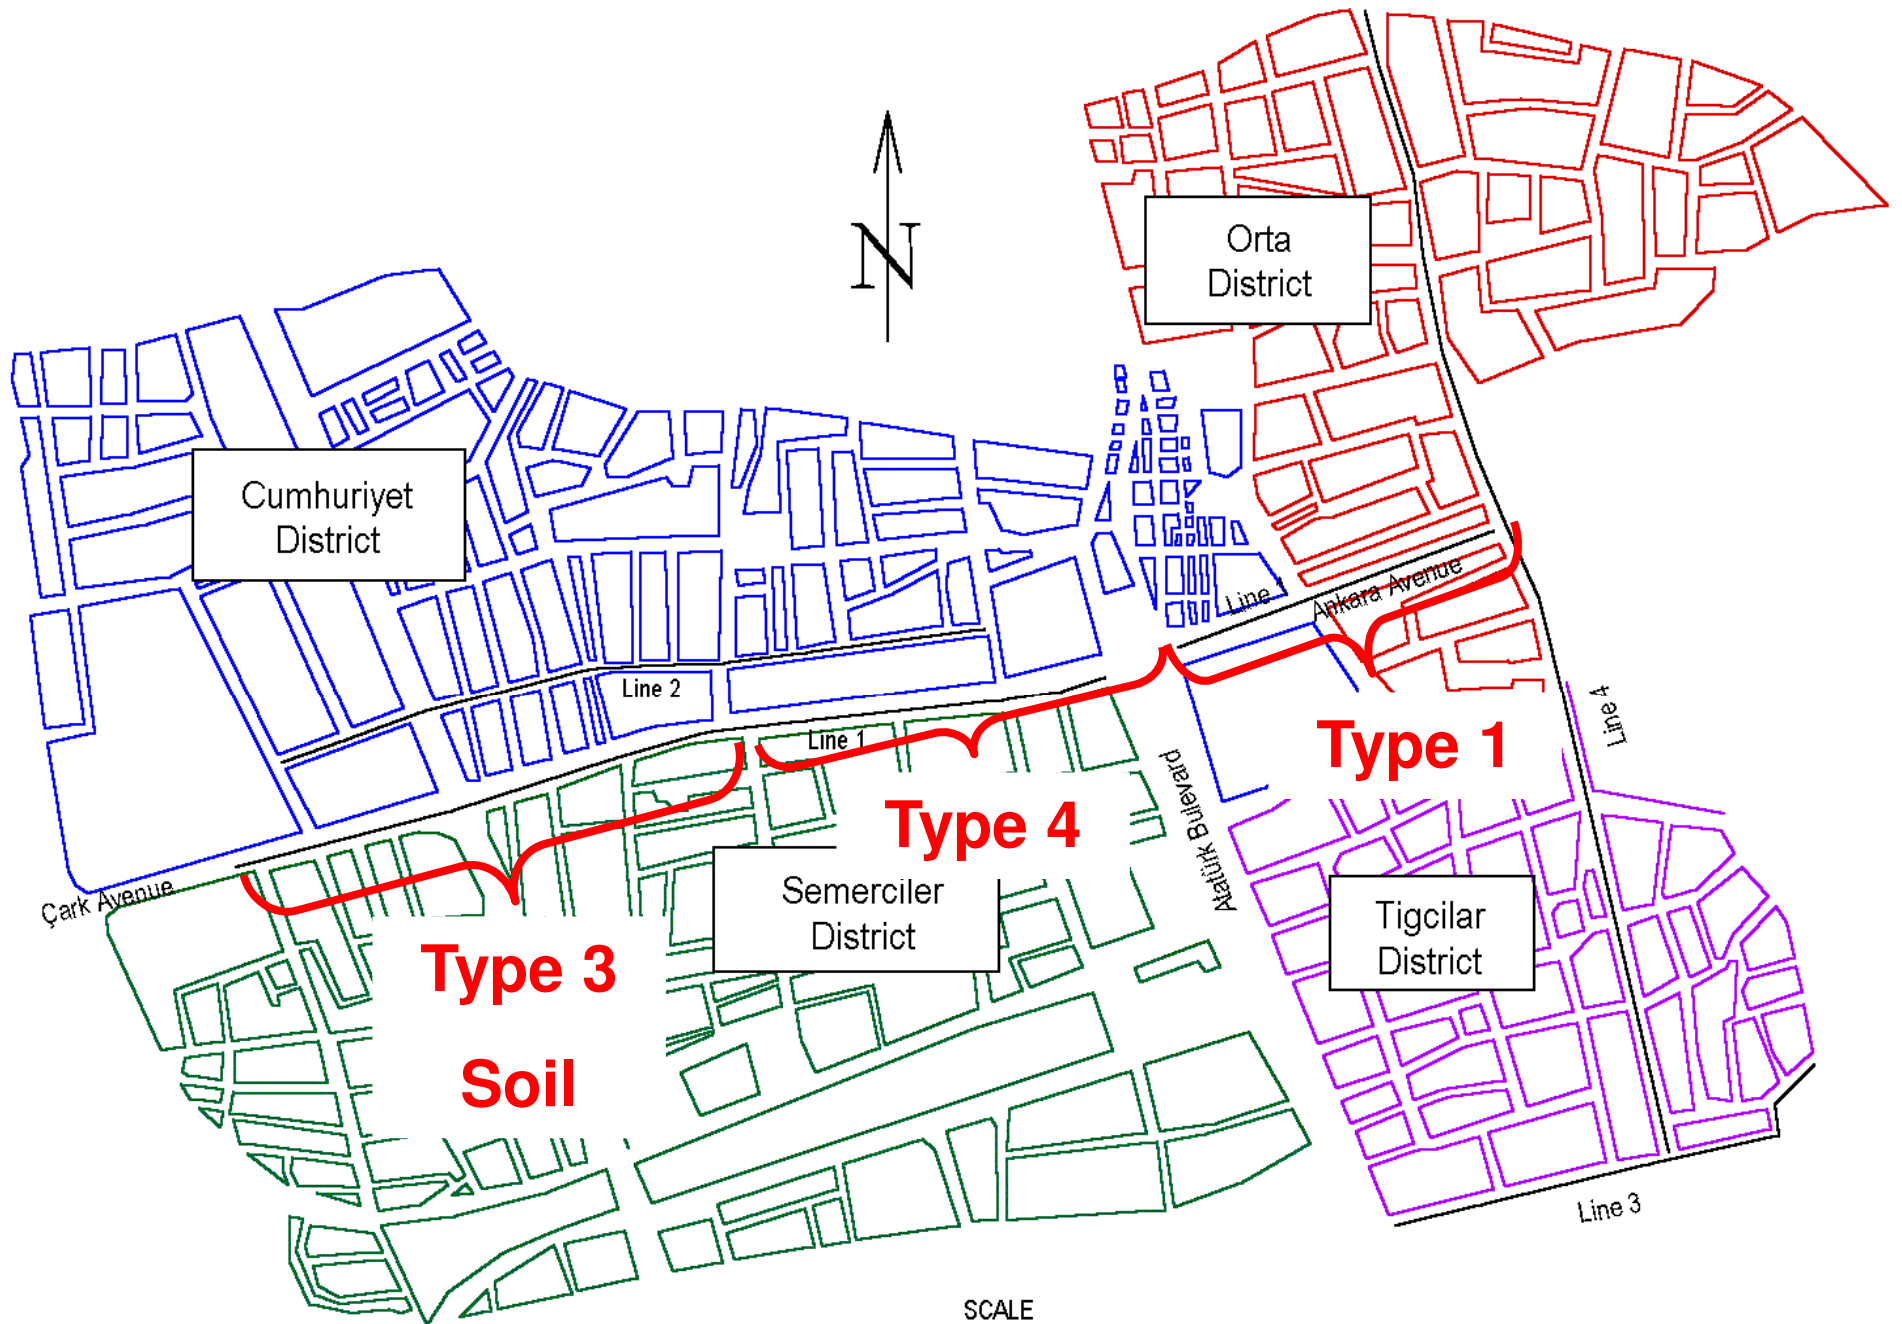 Orta
District
N
Cumhuriyet
District
Line 1
Ankara Avenue
Line 2
Line 4
Line 1
Type 1
Atatürk Bulevard
Type 4
Çark Avenue
Semerciler
District
Tigcilar
District
Type 3
Soil
Line 3
SCALE